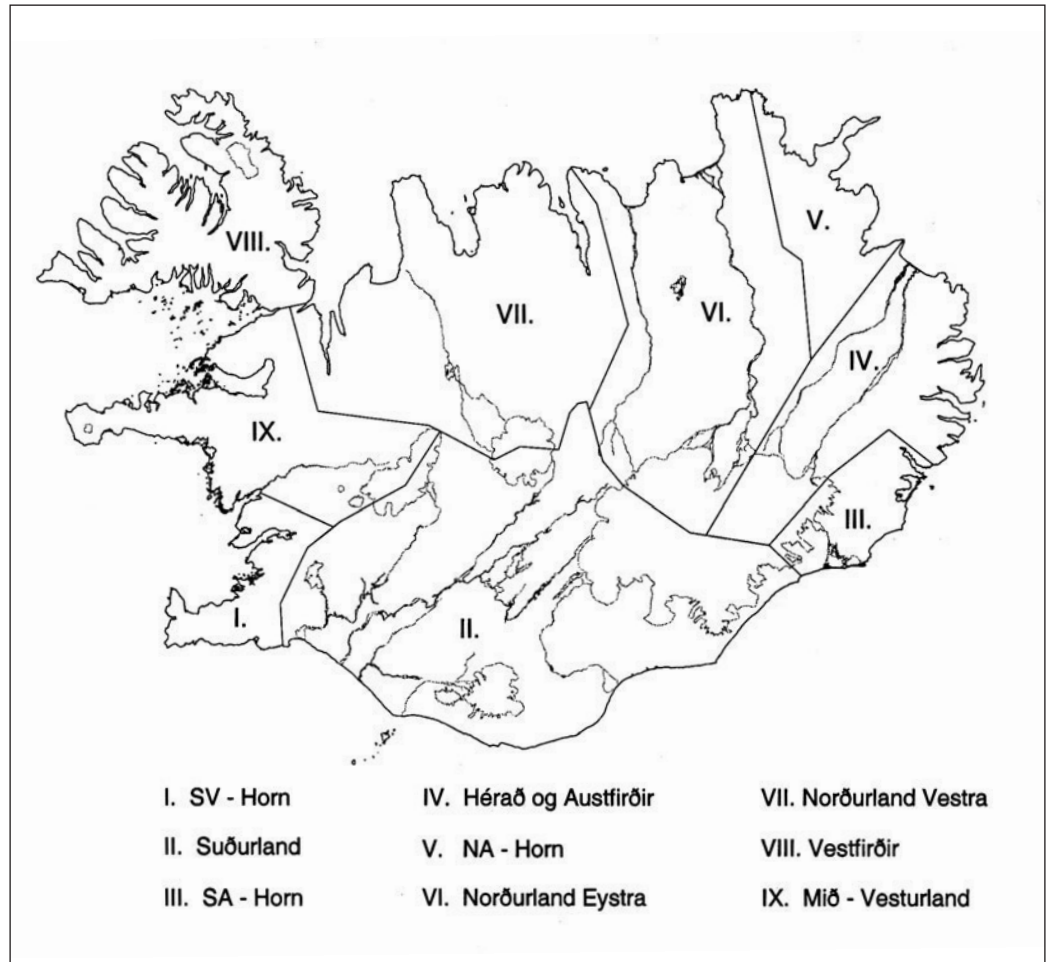 VIII.
V.
VII.
VI.
IV.
IX.
III.
I.
II.
I. SV - Horn
IV. Hérað og Austfirðir
VII. Norðurland Vestra
II. Suðurland
V. NA - Horn
VIII. Vestfirðir
III. SA - Horn
VI. Norðurland Eystra
IX. Mið - Vesturland